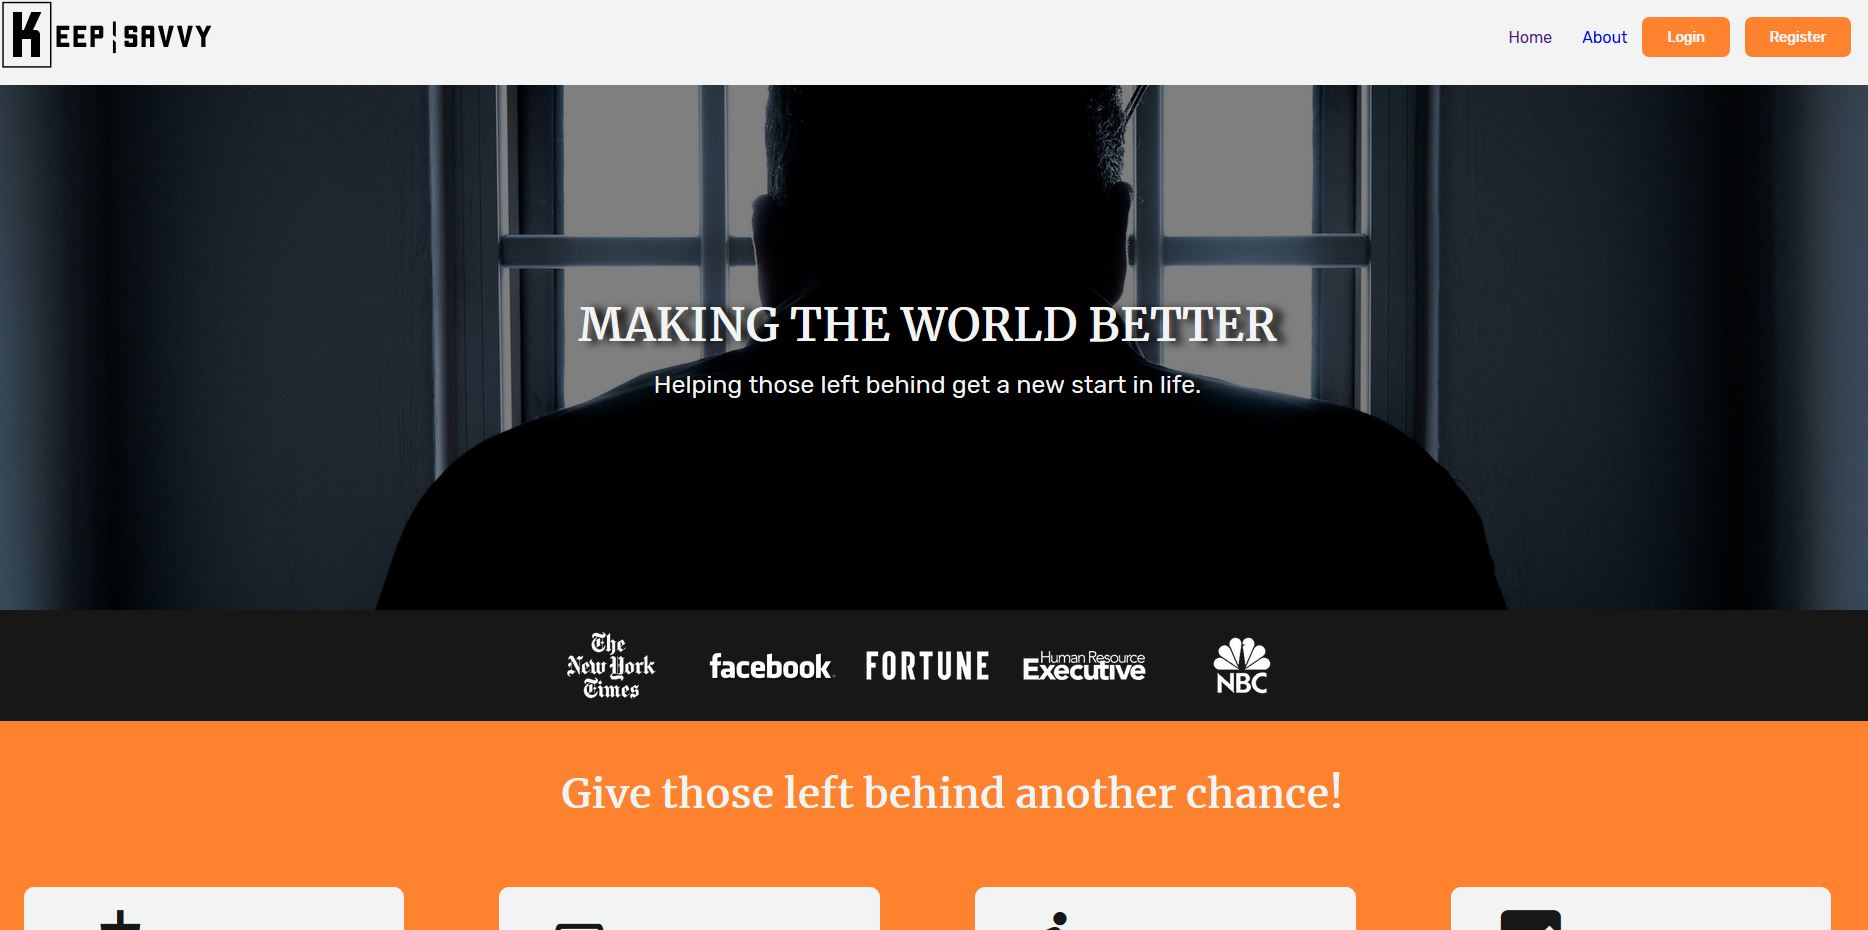 KEEP SAVVY
Home About Login Register
MAKING THE WORLD BETTER
Helping those left behind get a new start in life.
The
New York
Times
facebook
FORTUNE
Human Resource
Executive
NBC
Give those left behind another chance!